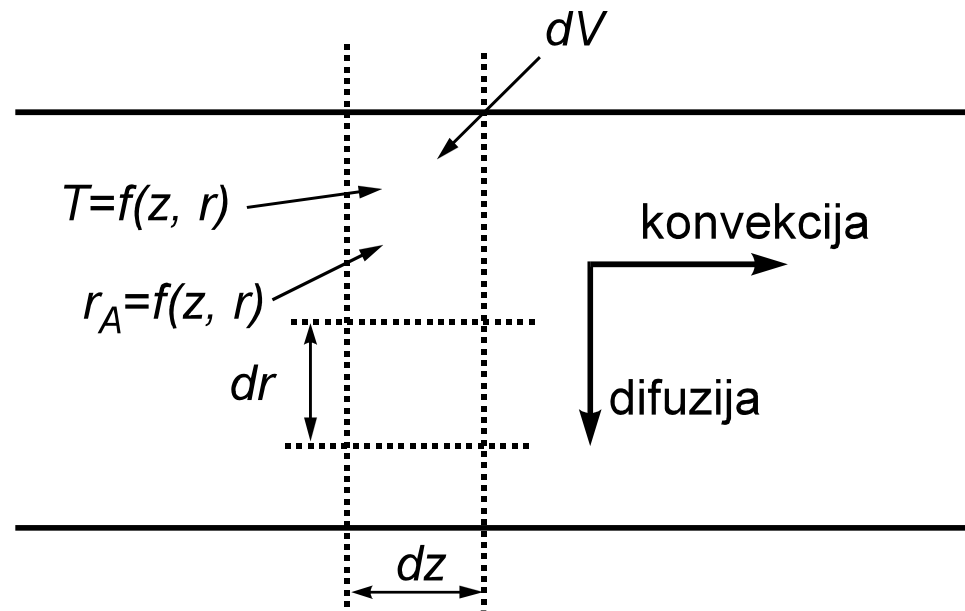 dV
T=f(z, r)
konvekcija
r_A=f(z, r)
dr
difuzija
dz